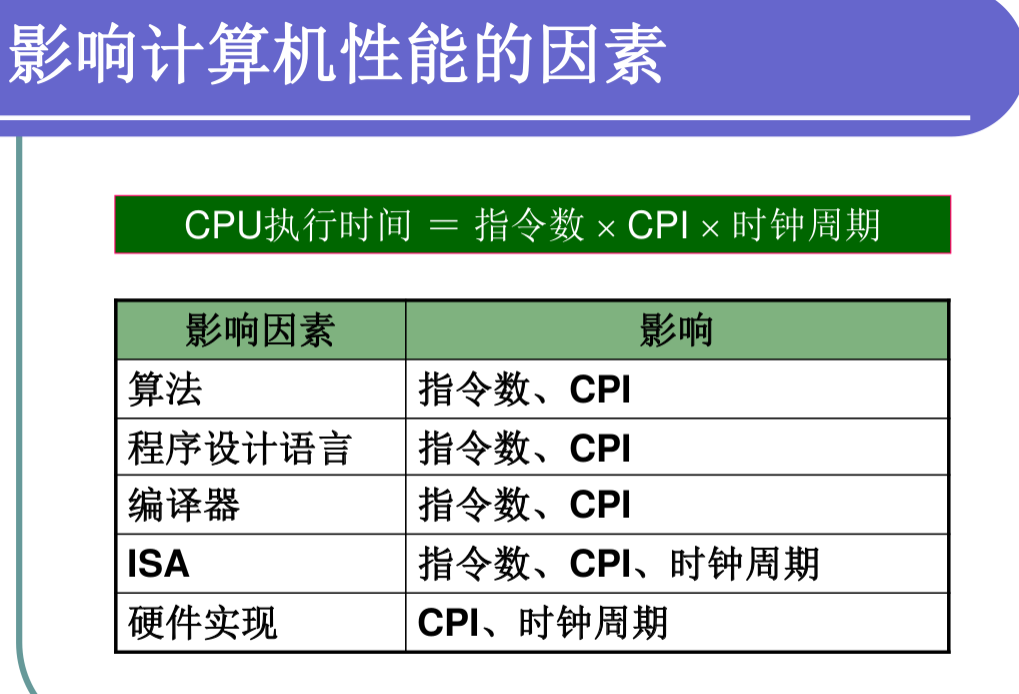 影响计算机性能的因素
CPU执行时间 ＝ 指令数 × CPI × 时钟周期
影响因素 影响
算法 指令数、CPI
程序设计语言 指令数、CPI
编译器 指令数、CPI
ISA 指令数、CPI、时钟周期
硬件实现 CPI、时钟周期